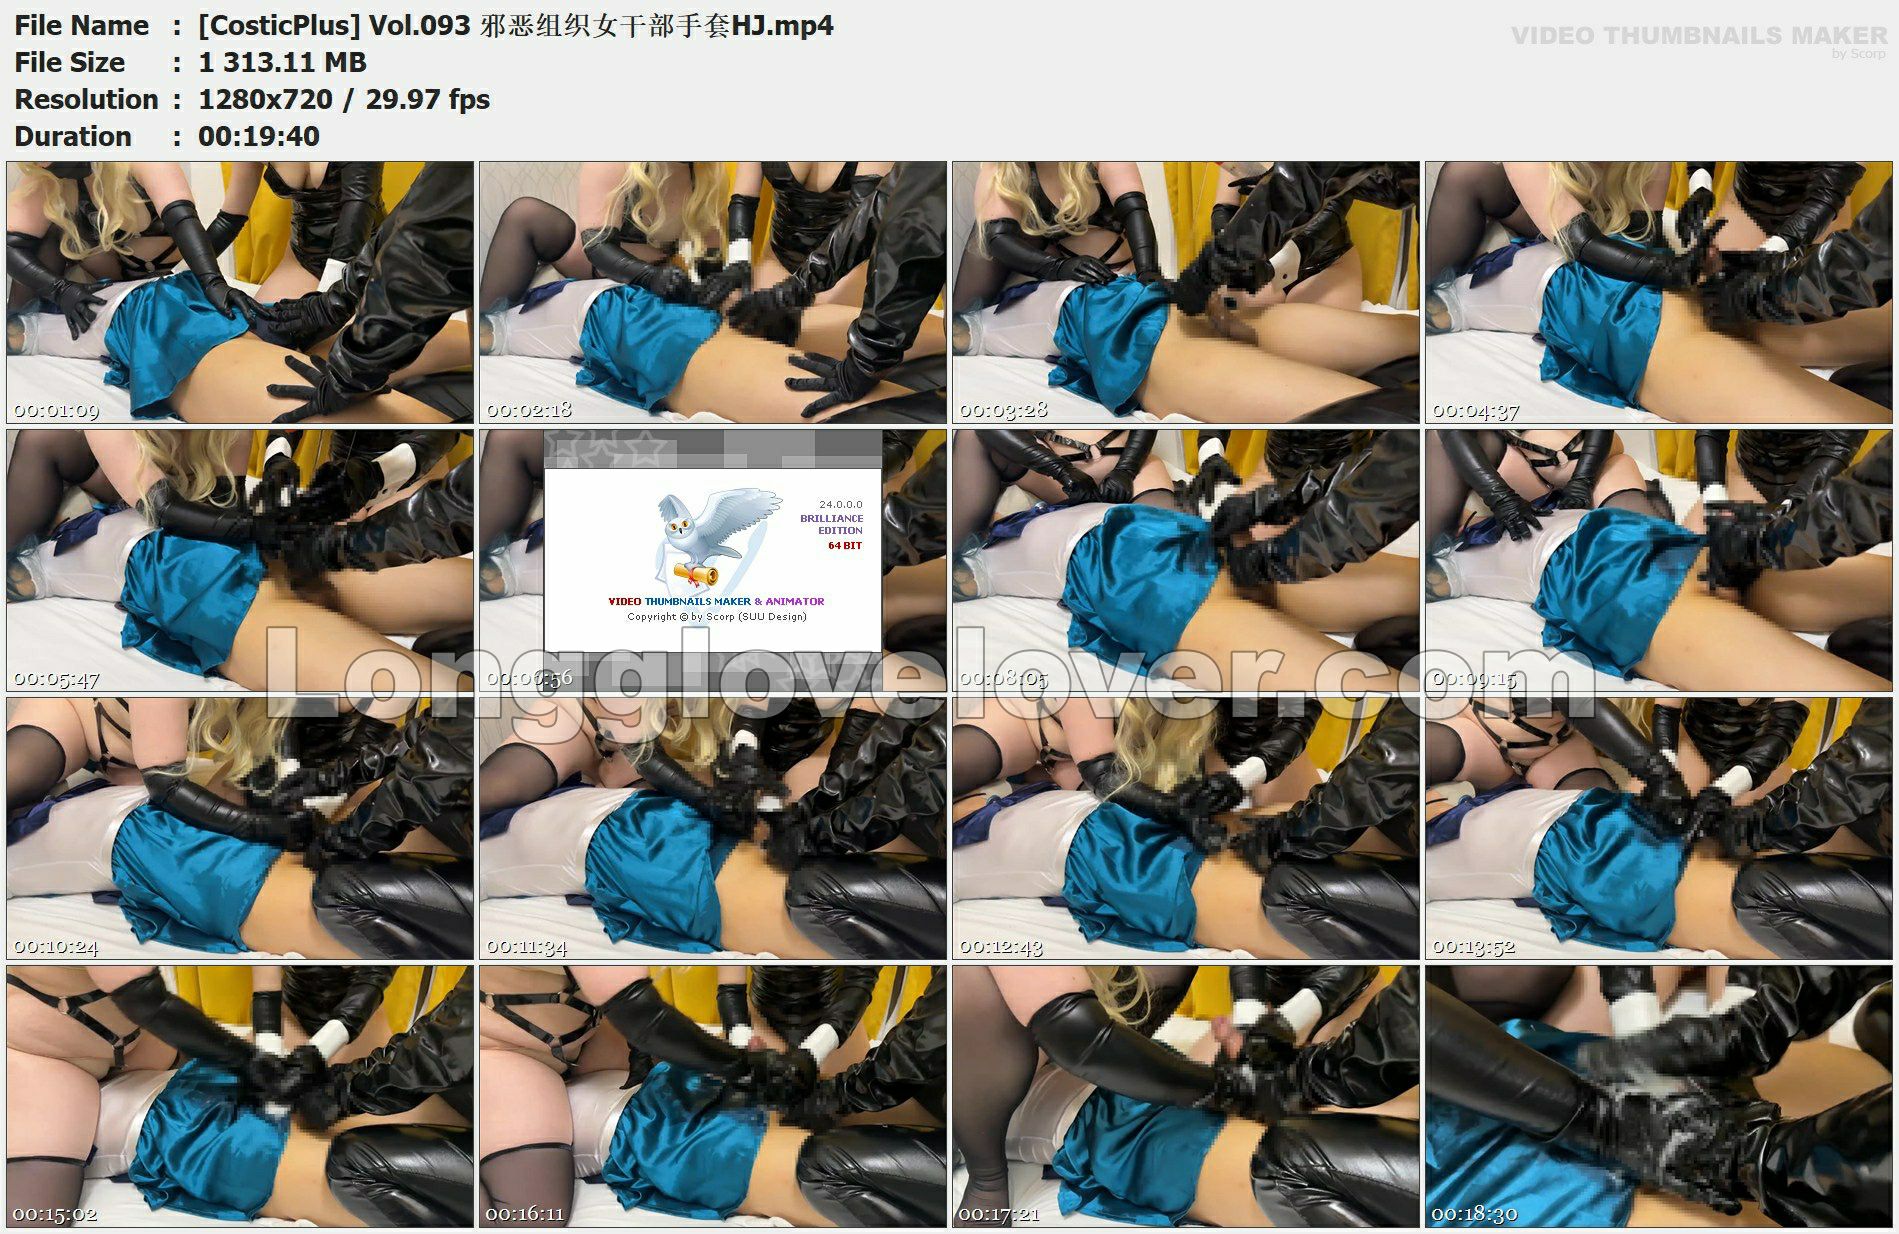 File Name : [CosticPlus] Vol.093 邪恶组织女干部手套HJ.mp4
File Size : 1 313.11 MB
Resolution : 1280x720 / 29.97 fps
Duration : 00:19:40
VIDEO THUMBNAILS MAKER
by Scorp
00:01:09
00:02:18
00:03:28
00:04:37
00:05:47
24.0.0.0
BRILLIANCE
EDITION
64 BIT
VIDEO THUMBNAILS MAKER & ANIMATOR
Copyright © by Scorp (SUU Design)
00:06:56
00:08:05
00:09:15
Longglovelover.com
00:10:24
00:11:34
00:12:43
00:13:52
00:15:02
00:16:11
00:17:21
00:18:30